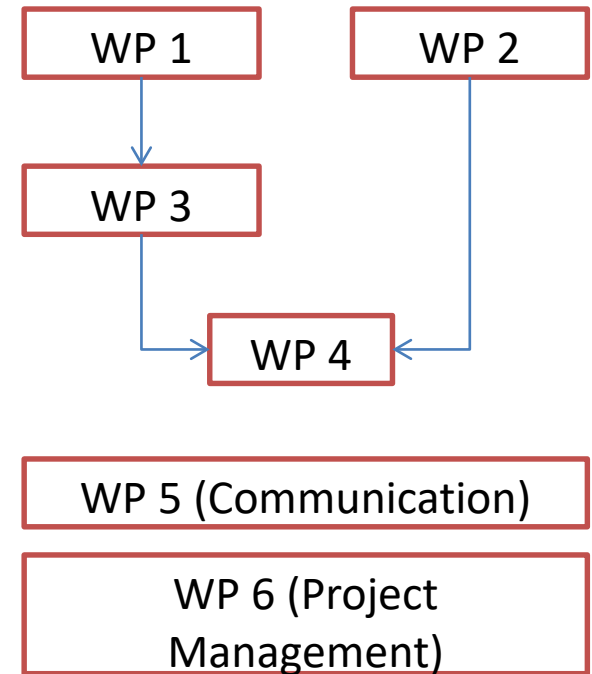 WP 1
WP 2
WP 3
WP 4
WP 5 (Communication)
WP 6 (Project
Management)